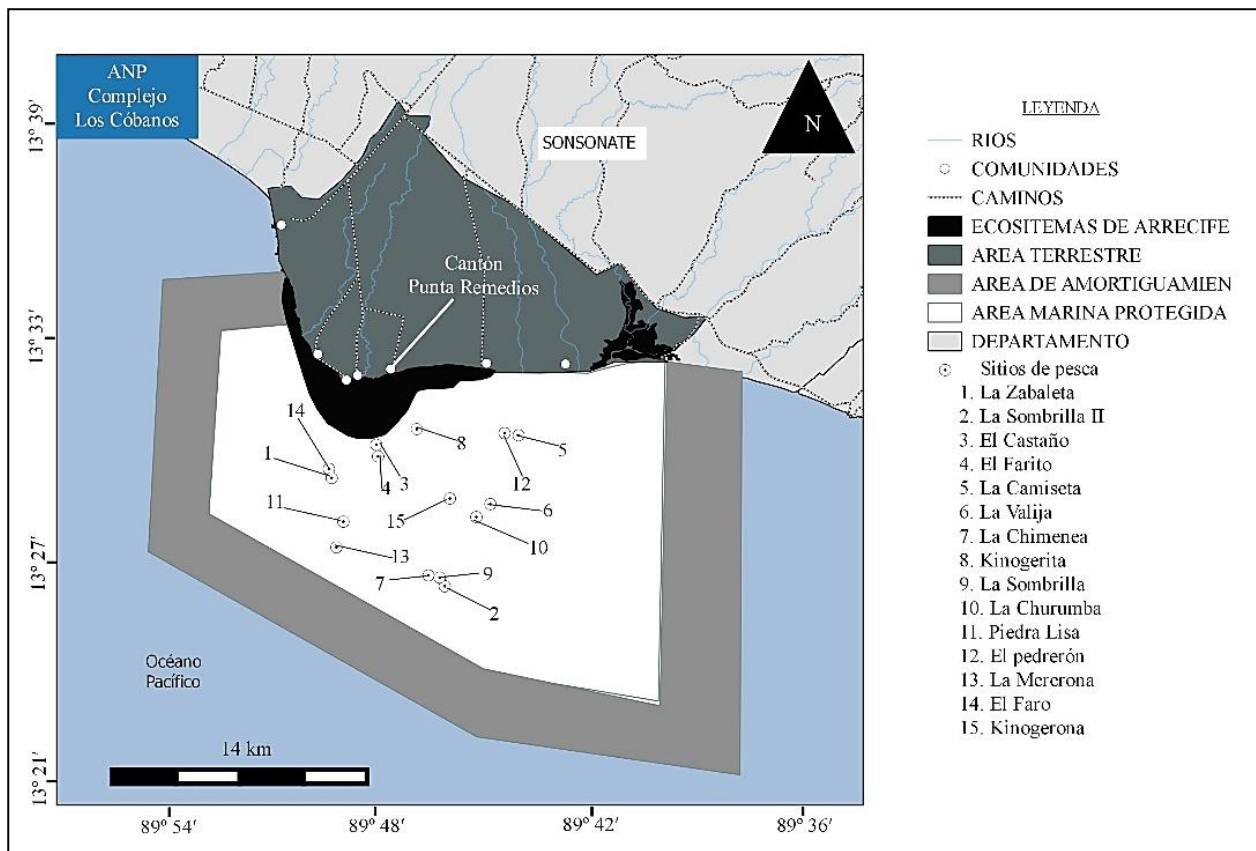 ANP
Complejo
Los Cóbanos
N
SONSONATE
Cantón
Punta Remedios
13° 39'
13° 33'
13° 27'
13° 21'
14
1
11
13
3
4
8
12
5
15
6
10
7
9
2
Océano
Pacífico
14 km
89° 54'
89° 48'
89° 42'
89° 36'
LEYENDA
RIOS
COMUNIDADES
CAMINOS
ECOSITEMAS DE ARRECIFE
AREA TERRESTRE
AREA DE AMORTIGUAMIEN
AREA MARINA PROTEGIDA
DEPARTAMENTO
Sitios de pesca
1. La Zabaleta
2. La Sombrilla II
3. El Castaño
4. El Farito
5. La Camiseta
6. La Valija
7. La Chimenea
8. Kinogerita
9. La Sombrilla
10. La Churumba
11. Piedra Lisa
12. El pedrerón
13. La Mererona
14. El Faro
15. Kinogerona